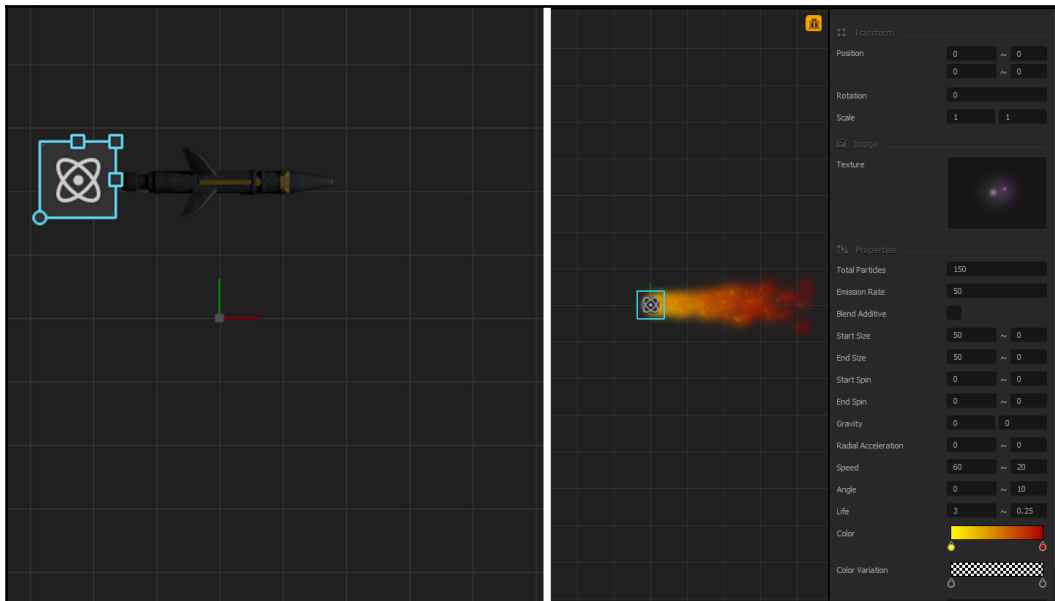 Transform
Position 0 ~ 0
0 ~ 0
Rotation 0
Scale 1 1
Image
Texture
Properties
Total Particles 150
Emission Rate 50
Blend Additive
Start Size 50 ~ 0
End Size 50 ~ 0
Start Spin 0 ~ 0
End Spin 0 ~ 0
Gravity 0 0
Radial Acceleration 0 ~ 0
Speed 60 ~ 20
Angle 0 ~ 10
Life 3 ~ 0.25
Color
Color Variation